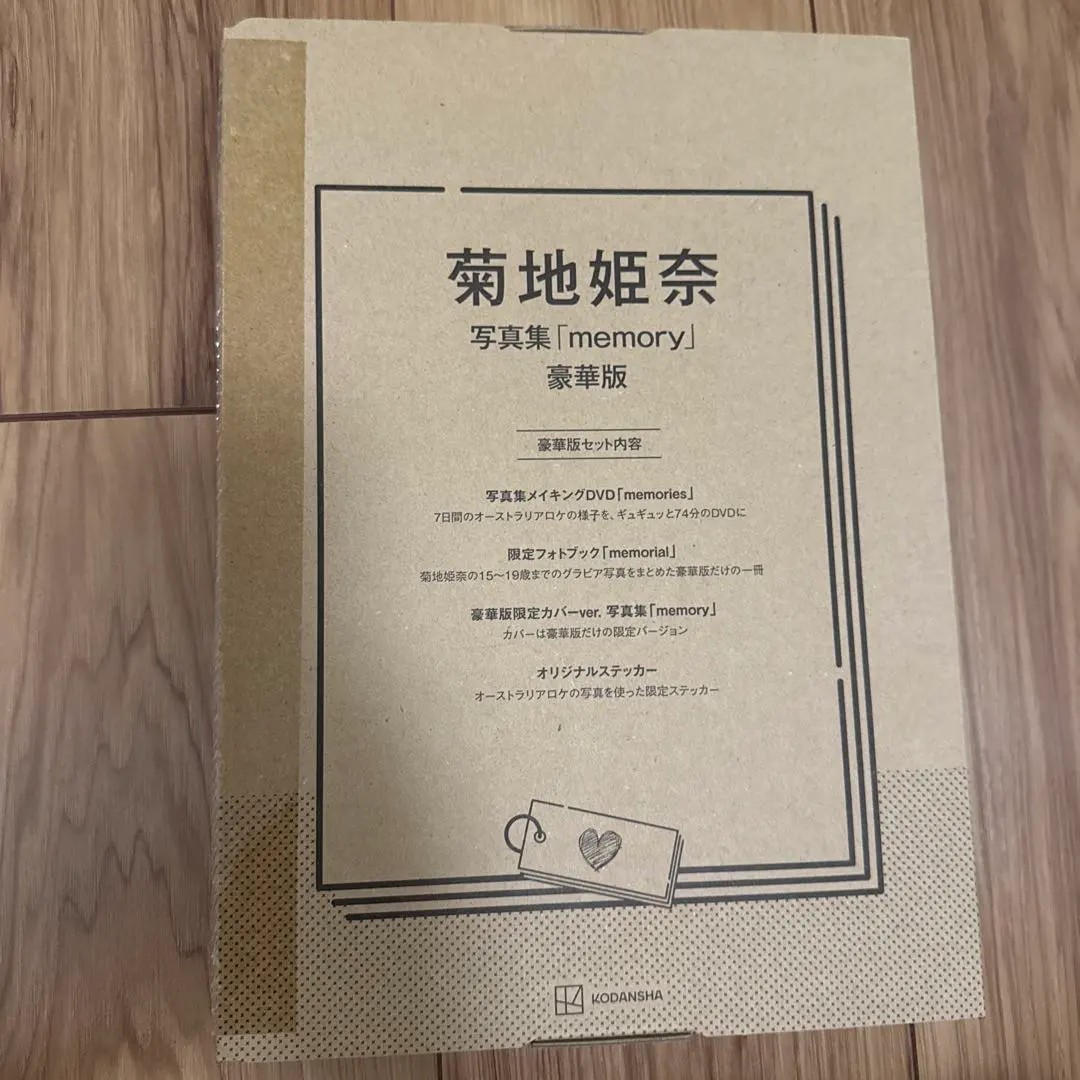 菊地姫奈
写真集「memory」
豪華版
豪華版セット内容
写真集メイキングDVD「memories」
7日間のオーストラリアロケの様子を、ギュギュッと74分のDVDに
限定フォトブック「memorial」
菊地姫奈の15〜19歳までのグラビア写真をまとめた豪華版だけの一冊
豪華版限定カバーver. 写真集「memory」
カバーは豪華版だけの限定バージョン
オリジナルステッカー
オーストラリアロケの写真を使った限定ステッカー
KODANSHA